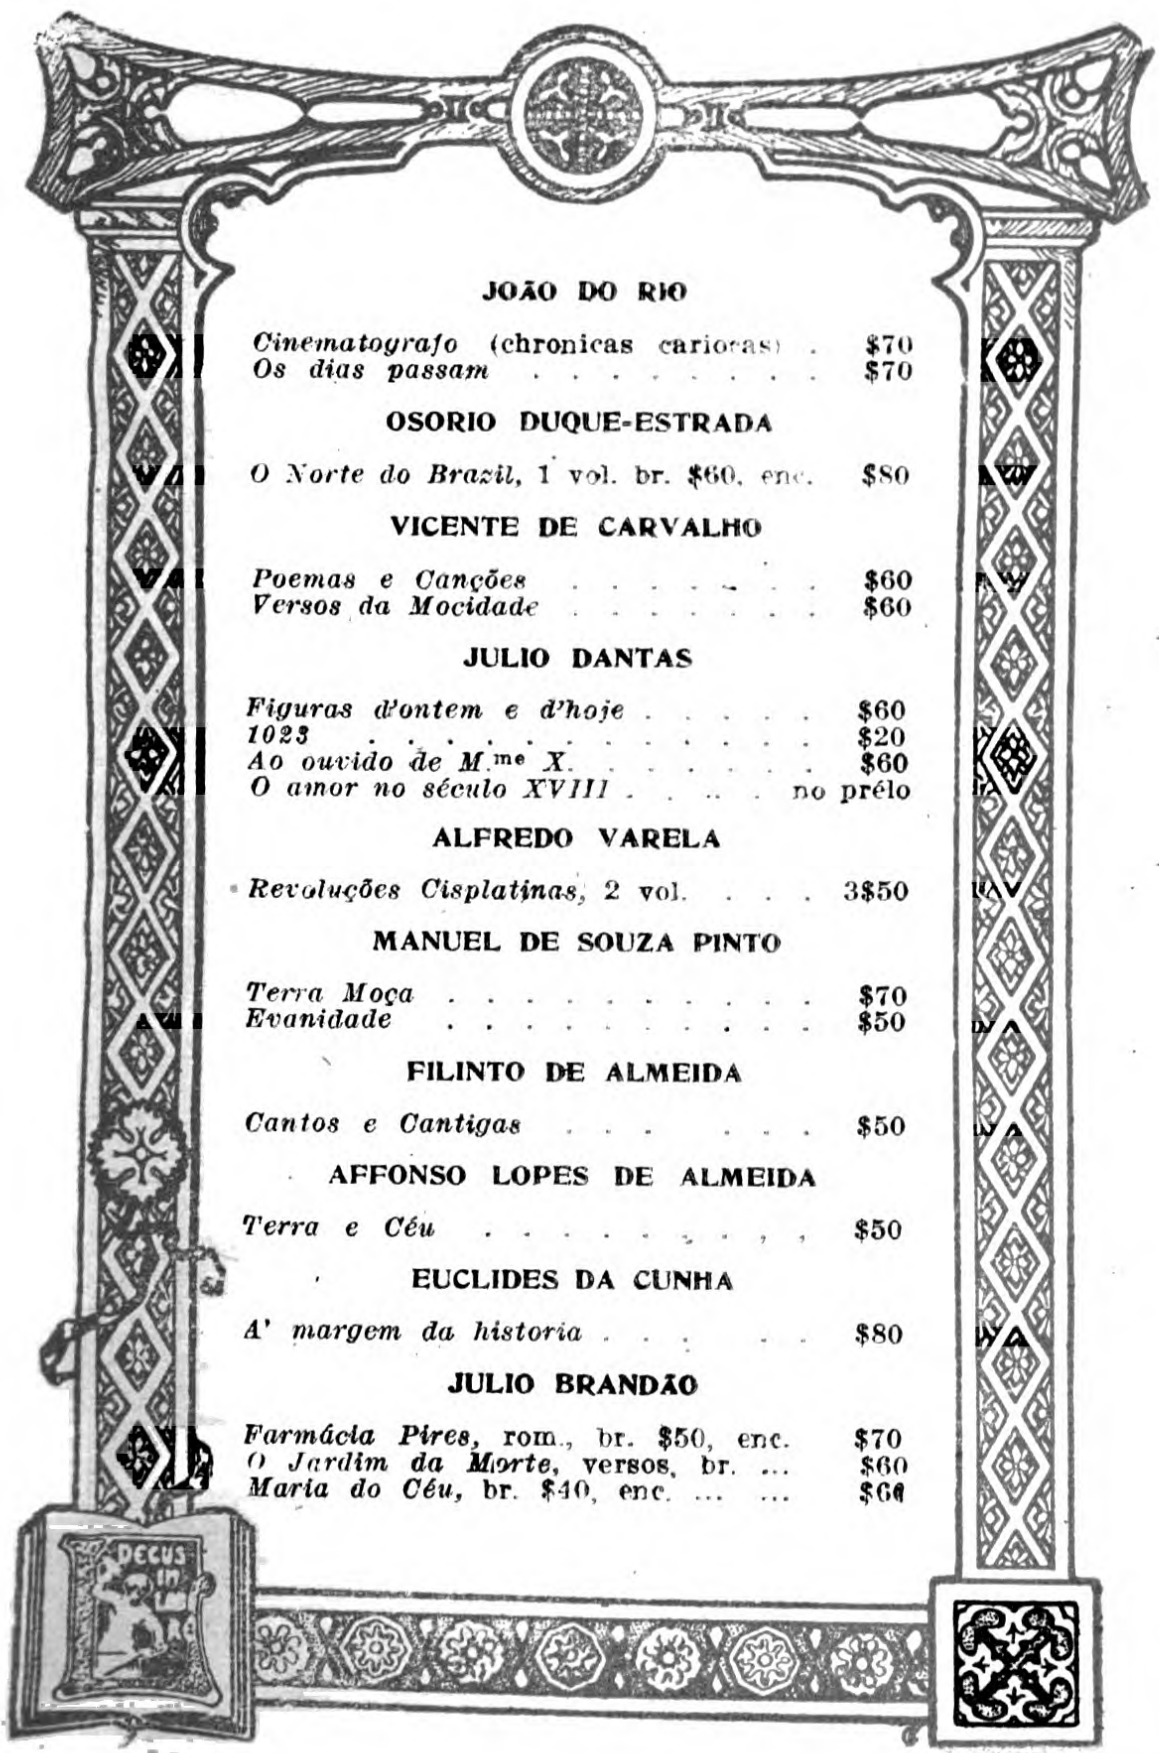 JOÃO DO RIO
Cinematografo (chronicas cariocas) . $70
Os dias passam . . . . . . . . $70
OSORIO DUQUE-ESTRADA
O Norte do Brazil, 1 vol. br. $60, enc. $80
VICENTE DE CARVALHO
Poemas e Canções . . . . . . . $60
Versos da Mocidade . . . . . . . $60
JULIO DANTAS
Figuras d'ontem e d'hoje . . . . . $60
1023 . . . . . . . . . . . . $20
Ao ouvido de M.me X. . . . . . . $60
O amor no século XVIII . . . . . no prélo
ALFREDO VARELA
Revoluções Cisplatinas, 2 vol. . . . 3$50
MANUEL DE SOUZA PINTO
Terra Moça . . . . . . . . . . $70
Evanidade . . . . . . . . . . $50
FILINTO DE ALMEIDA
Cantos e Cantigas . . . . . . $50
AFFONSO LOPES DE ALMEIDA
Terra e Céu . . . . . . . , , $50
EUCLIDES DA CUNHA
A' margem da historia . . . . . $80
JULIO BRANDÃO
Farmácia Pires, rom., br. $50, enc. $70
O Jardim da Morte, versos, br. ... $60
Maria do Céu, br. $40, enc. ... ... $60
DECUS
IN